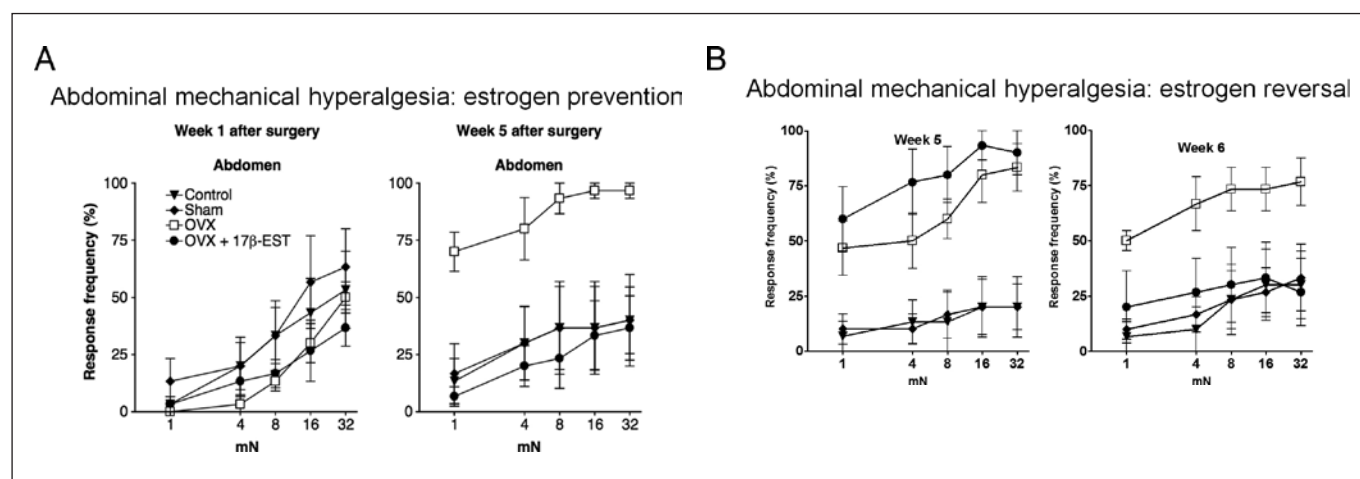 A
Abdominal mechanical hyperalgesia: estrogen prevention
Week 1 after surgery
Abdomen
Response frequency (%)
100
75
50
25
0
Control
Sham
OVX
OVX + 17β-EST
1 4 8 16 32
mN
Week 5 after surgery
Abdomen
100
75
50
25
0
1 4 8 16 32
mN
B
Abdominal mechanical hyperalgesia: estrogen reversal
Week 5
Response frequency (%)
100
75
50
25
0
1 4 8 16 32
mN
Week 6
Response frequency (%)
100
75
50
25
0
1 4 8 16 32
mN